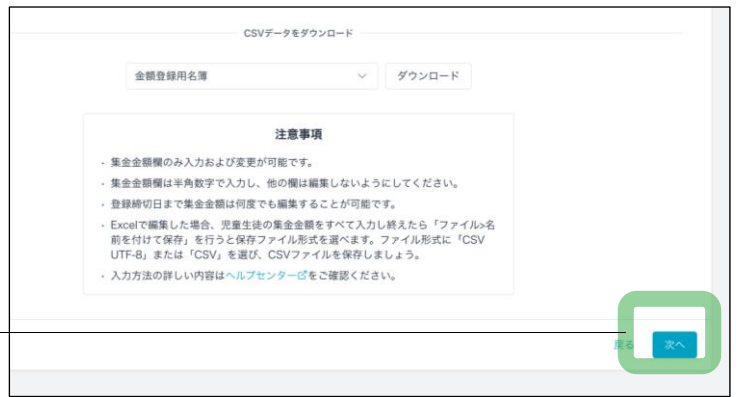 CSVデータをダウンロード
金額登録用名簿
ダウンロード
注意事項
・集金金額欄のみ入力および変更が可能です。
・集金金額欄は半角数字で入力し、他の欄は編集しないようにしてください。
・登録締切日まで集金金額は何度でも編集することが可能です。
・Excelで編集した場合、児童生徒の集金金額をすべて入力し終えたら「ファイル>名
前を付けて保存」を行うと保存ファイル形式を選べます。ファイル形式に「CSV
UTF-8」または「CSV」を選び、CSVファイルを保存しましょう。
・入力方法の詳しい内容はヘルプセンターをご確認ください。
戻る
次へ